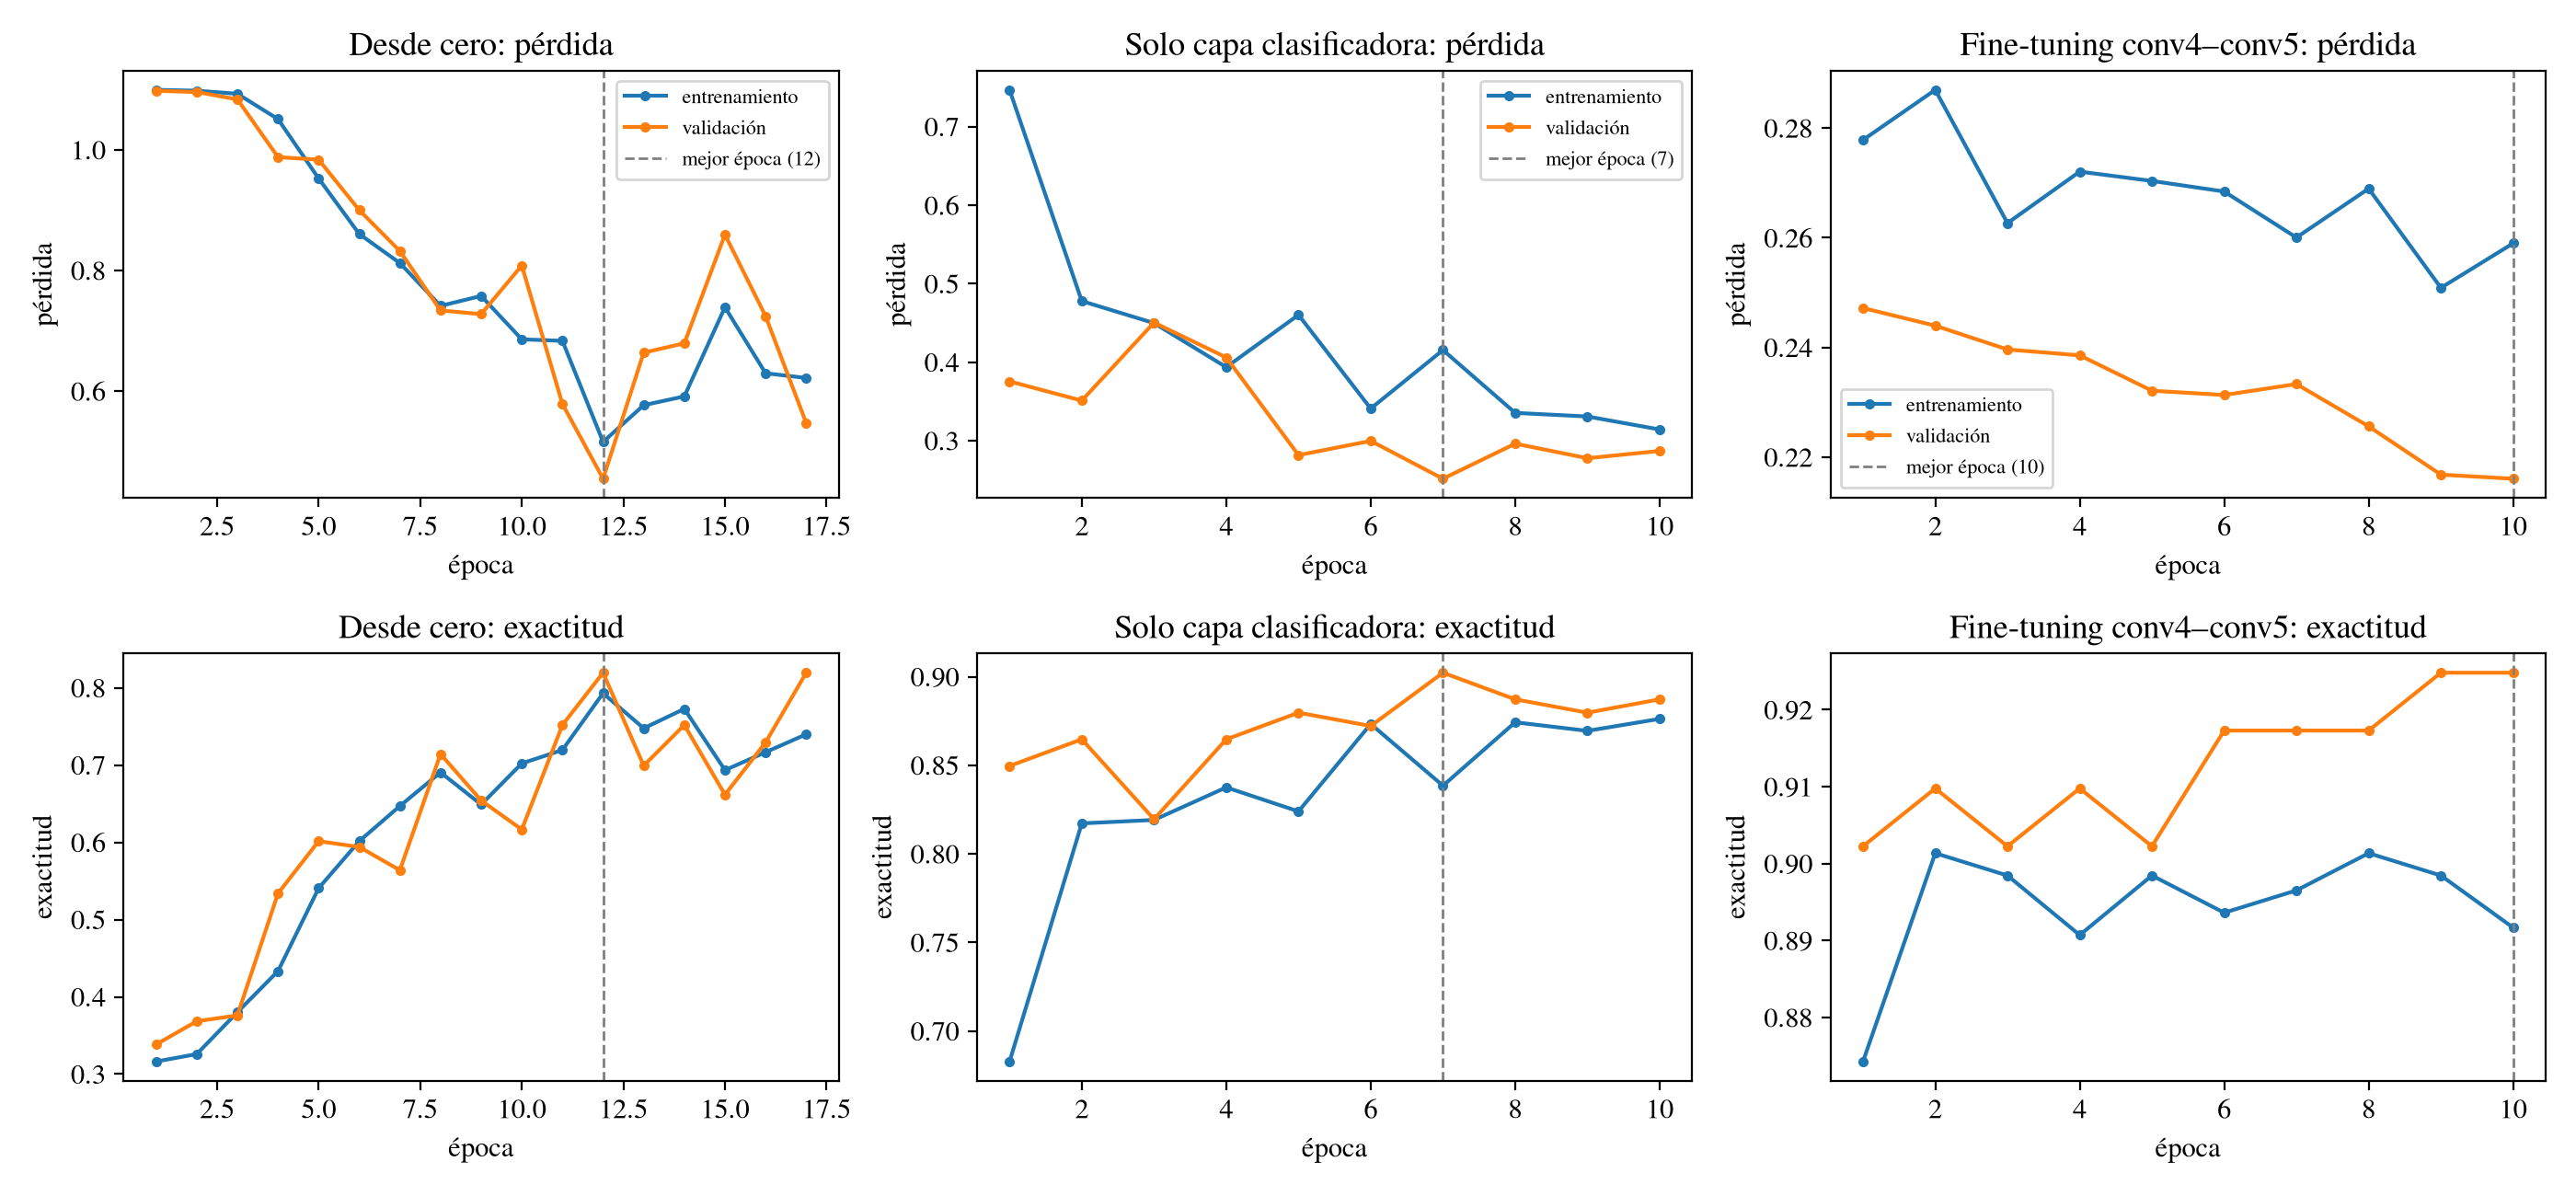 Desde cero: pérdida
1.0
0.8
0.6
pérdida
2.5 5.0 7.5 10.0 12.5 15.0 17.5
época
entrenamiento
validación
mejor época (12)
Solo capa clasificadora: pérdida
0.7
0.6
0.5
0.4
0.3
pérdida
2 4 6 8 10
época
entrenamiento
validación
mejor época (7)
Fine-tuning conv4–conv5: pérdida
0.28
0.26
0.24
0.22
pérdida
2 4 6 8 10
época
entrenamiento
validación
mejor época (10)
Desde cero: exactitud
0.8
0.7
0.6
0.5
0.4
0.3
exactitud
2.5 5.0 7.5 10.0 12.5 15.0 17.5
época
Solo capa clasificadora: exactitud
0.90
0.85
0.80
0.75
0.70
exactitud
2 4 6 8 10
época
Fine-tuning conv4–conv5: exactitud
0.92
0.91
0.90
0.89
0.88
exactitud
2 4 6 8 10
época